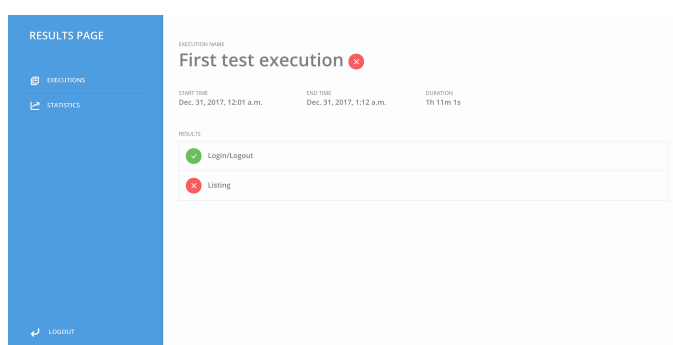 RESULTS PAGE
EXECUTIONS
STATISTICS
LOGOUT
EXECUTION NAME
First test execution
START TIME
Dec. 31, 2017, 12:01 a.m.
END TIME
Dec. 31, 2017, 1:12 a.m.
DURATION
1h 11m 1s
RESULTS
Login/Logout
Listing